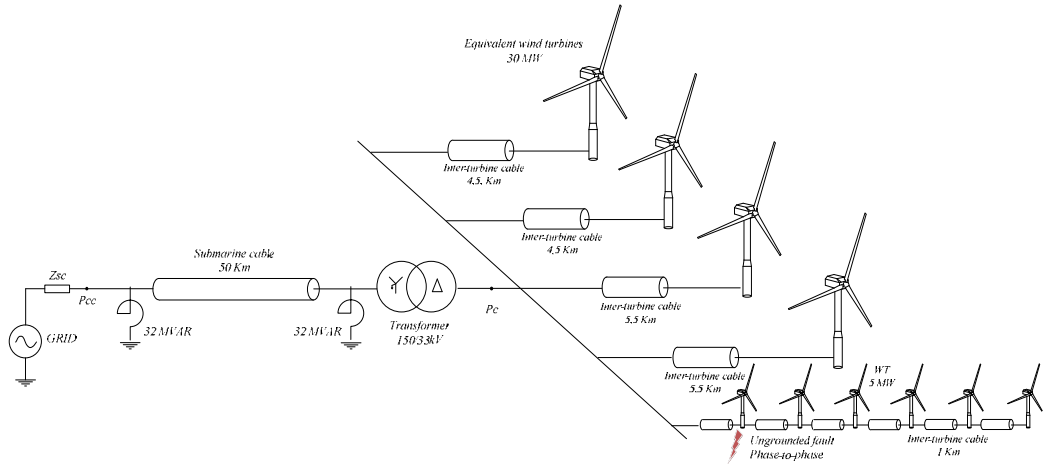 Equivalent wind turbines
30 MW
Inter-turbine cable
4,5, Km
Inter-turbine cable
4,5 Km
Submarine cable
50 Km
Zsc
Pcc
32 MVAR
32 MVAR
GRID
Transformer
150/33kV
Pc
Inter-turbine cable
5,5 Km
Inter-turbine cable
5,5 Km
WT
5 MW
Ungrounded fault
Phase-to-phase
Inter-turbine cable
1 Km